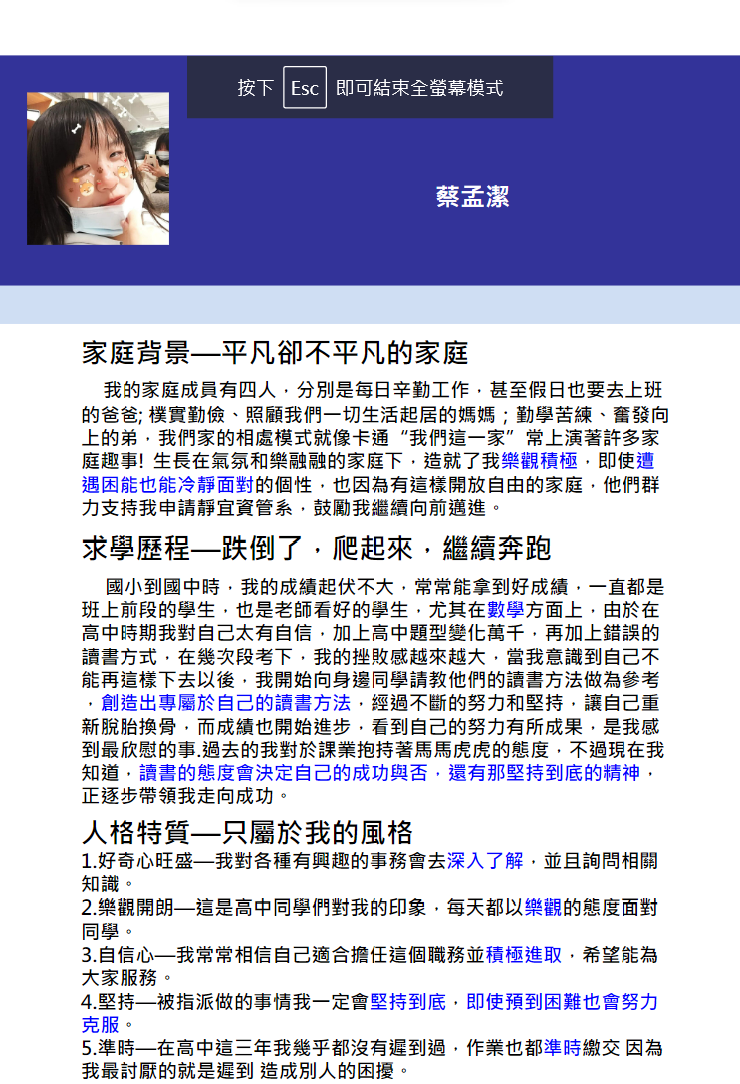 按下 Esc 即可結束全螢幕模式
蔡孟潔
家庭背景—平凡卻不平凡的家庭
我的家庭成員有四人，分別是每日辛勤工作，甚至假日也要去上班
的爸爸; 樸實勤儉、照顧我們一切生活起居的媽媽；勤學苦練、奮發向
上的弟，我們家的相處模式就像卡通“我們這一家”常上演著許多家
庭趣事! 生長在氣氛和樂融融的家庭下，造就了我樂觀積極，即使遭
遇困能也能冷靜面對的個性，也因為有這樣開放自由的家庭，他們群
力支持我申請靜宜資管系，鼓勵我繼續向前邁進。
求學歷程—跌倒了，爬起來，繼續奔跑
國小到國中時，我的成績起伏不大，常常能拿到好成績，一直都是
班上前段的學生，也是老師看好的學生，尤其在數學方面上，由於在
高中時期我對自己太有自信，加上高中題型變化萬千，再加上錯誤的
讀書方式，在幾次段考下，我的挫敗感越來越大，當我意識到自己不
能再這樣下去以後，我開始向身邊同學請教他們的讀書方法做為參考
，創造出專屬於自己的讀書方法，經過不斷的努力和堅持，讓自己重
新脫胎換骨，而成績也開始進步，看到自己的努力有所成果，是我感
到最欣慰的事.過去的我對於課業抱持著馬馬虎虎的態度，不過現在我
知道，讀書的態度會決定自己的成功與否，還有那堅持到底的精神，
正逐步帶領我走向成功。
人格特質—只屬於我的風格
1.好奇心旺盛—我對各種有興趣的事務會去深入了解，並且詢問相關
知識。
2.樂觀開朗—這是高中同學們對我的印象，每天都以樂觀的態度面對
同學。
3.自信心—我常常相信自己適合擔任這個職務並積極進取，希望能為
大家服務。
4.堅持—被指派做的事情我一定會堅持到底，即使預到困難也會努力
克服。
5.準時—在高中這三年我幾乎都沒有遲到過，作業也都準時繳交 因為
我最討厭的就是遲到 造成別人的困擾。